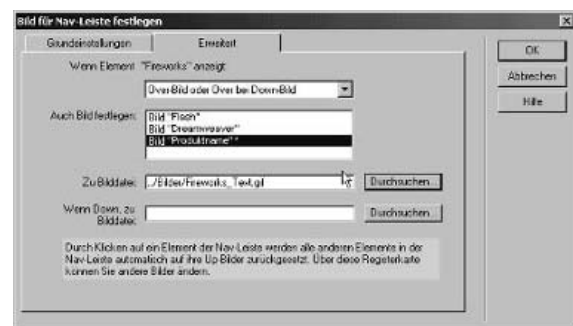 Bild für Nav-Leiste festlegen
Grundeinstellungen
Erweitert
OK
Abbrechen
Hilfe
Wenn Element "Fireworks" anzeigt:
Over-Bild oder Over bei Down-Bild
Auch Bild festlegen:
Bild "Fisch"
Bild "Dreamweaver"
Bild "Produktname" *
Zu Bilddatei:
../Bilder/Fireworks_Text.gif
Durchsuchen...
Wenn Down, zu
Bilddatei:
Durchsuchen...
Durch Klicken auf ein Element der Nav-Leiste werden alle anderen Elemente in der
Nav-Leiste automatisch auf ihre Up-Bilder zurückgesetzt. Über diese Registerkarte
können Sie andere Bilder ändern.